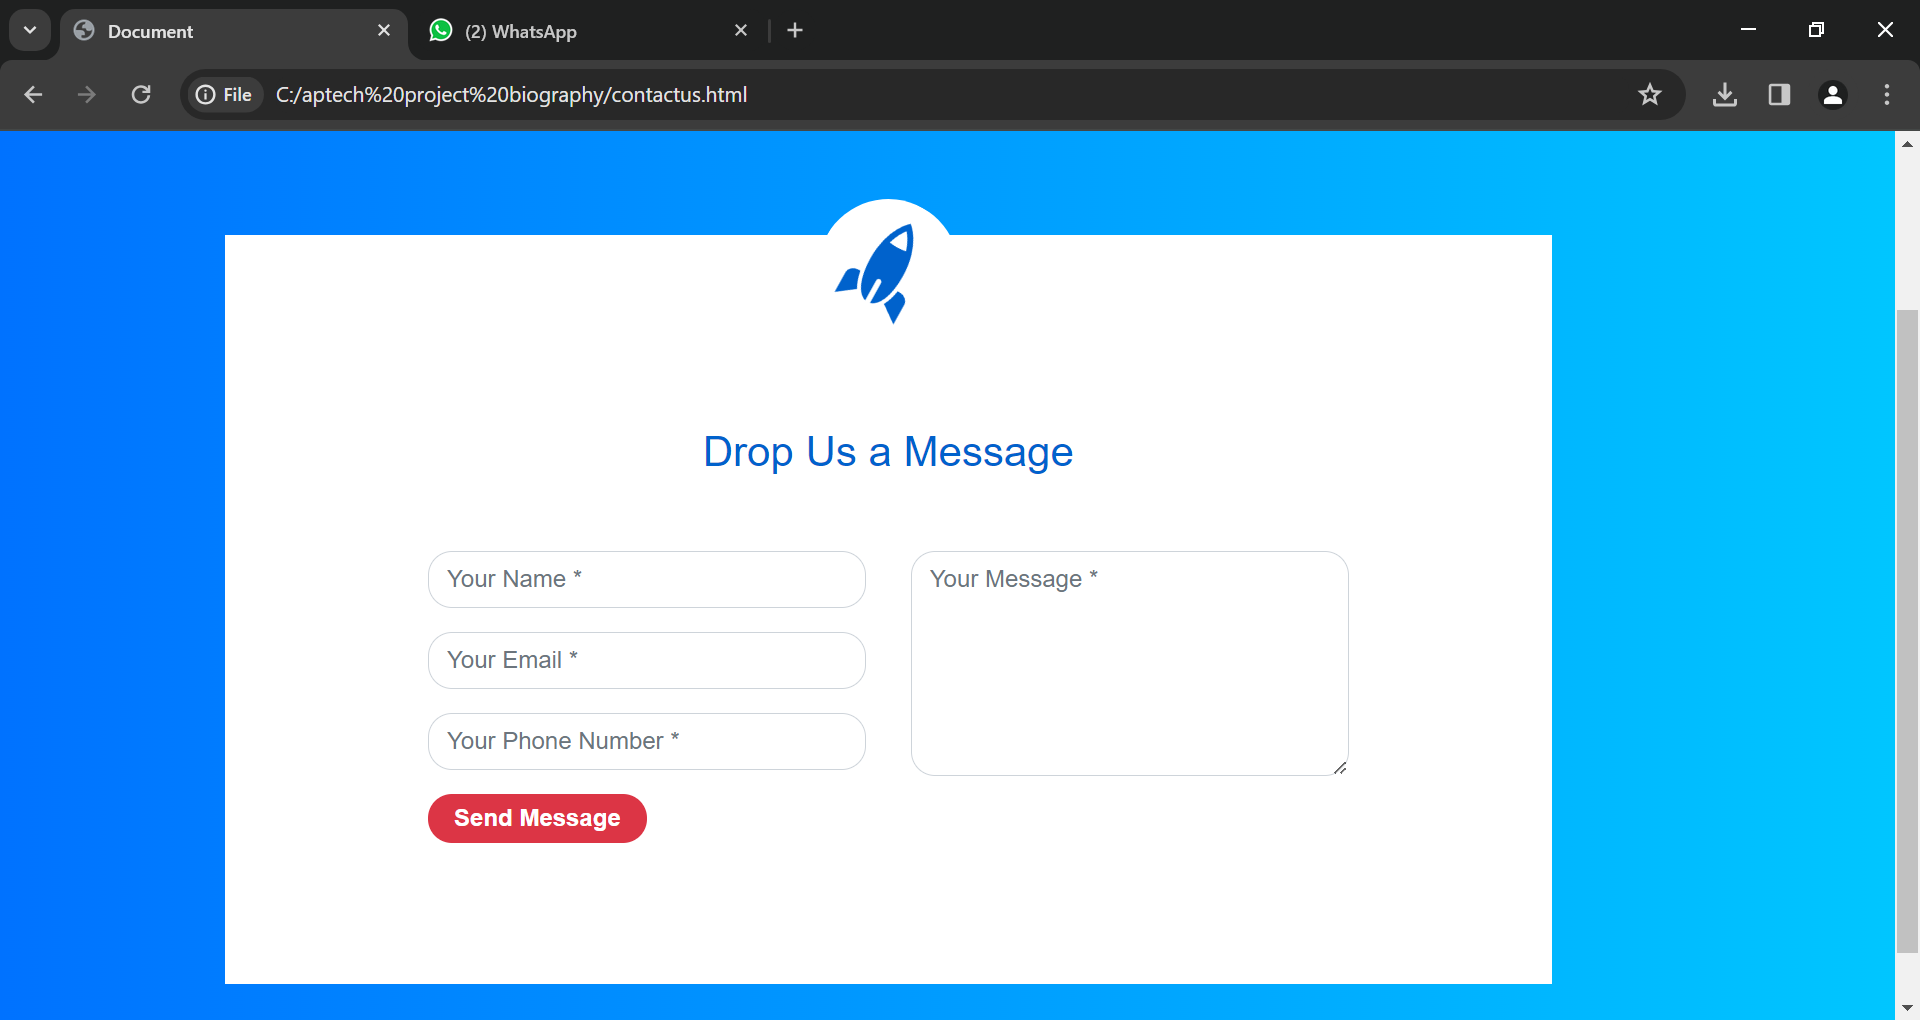 Document
(2) WhatsApp
File
C:/aptech%20project%20biography/contactus.html
Drop Us a Message
Your Name *
Your Message *
Your Email *
Your Phone Number *
Send Message